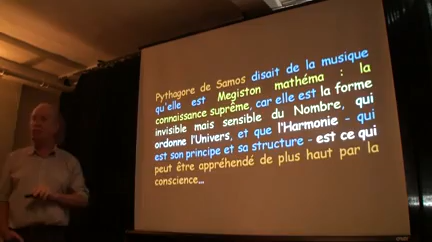 Pythagore de Samos disait de la musique
qu'elle est Megiston mathéma : la
connaissance suprême, car elle est la forme
invisible mais sensible du Nombre, qui
ordonne l'Univers, et que l'Harmonie - qui
est son principe et sa structure - est ce qui
peut être appréhendé de plus haut par la
conscience...